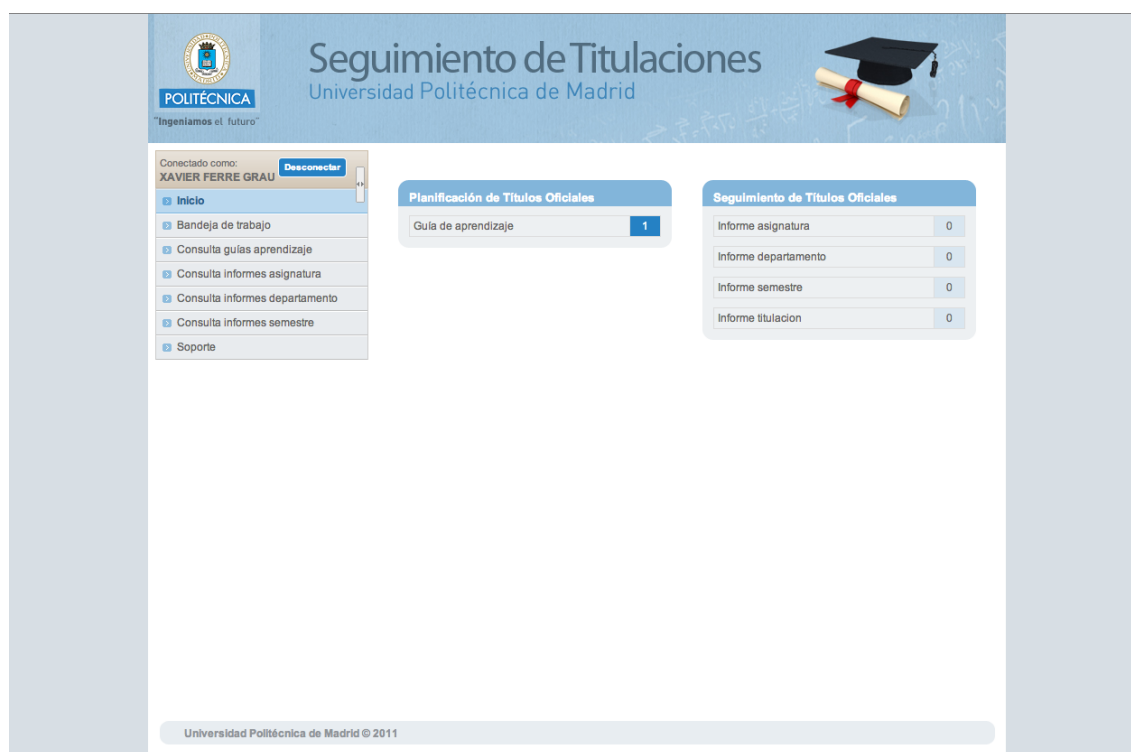 Seguimiento de Titulaciones
Universidad Politécnica de Madrid
POLITÉCNICA
"Ingeniamos el futuro"
Conectado como:
XAVIER FERRE GRAU
Desconectar
Inicio
Bandeja de trabajo
Consulta guías aprendizaje
Consulta informes asignatura
Consulta informes departamento
Consulta informes semestre
Soporte
Planificación de Títulos Oficiales
Guía de aprendizaje 1
Seguimiento de Títulos Oficiales
Informe asignatura 0
Informe departamento 0
Informe semestre 0
Informe titulacion 0
Universidad Politécnica de Madrid © 2011